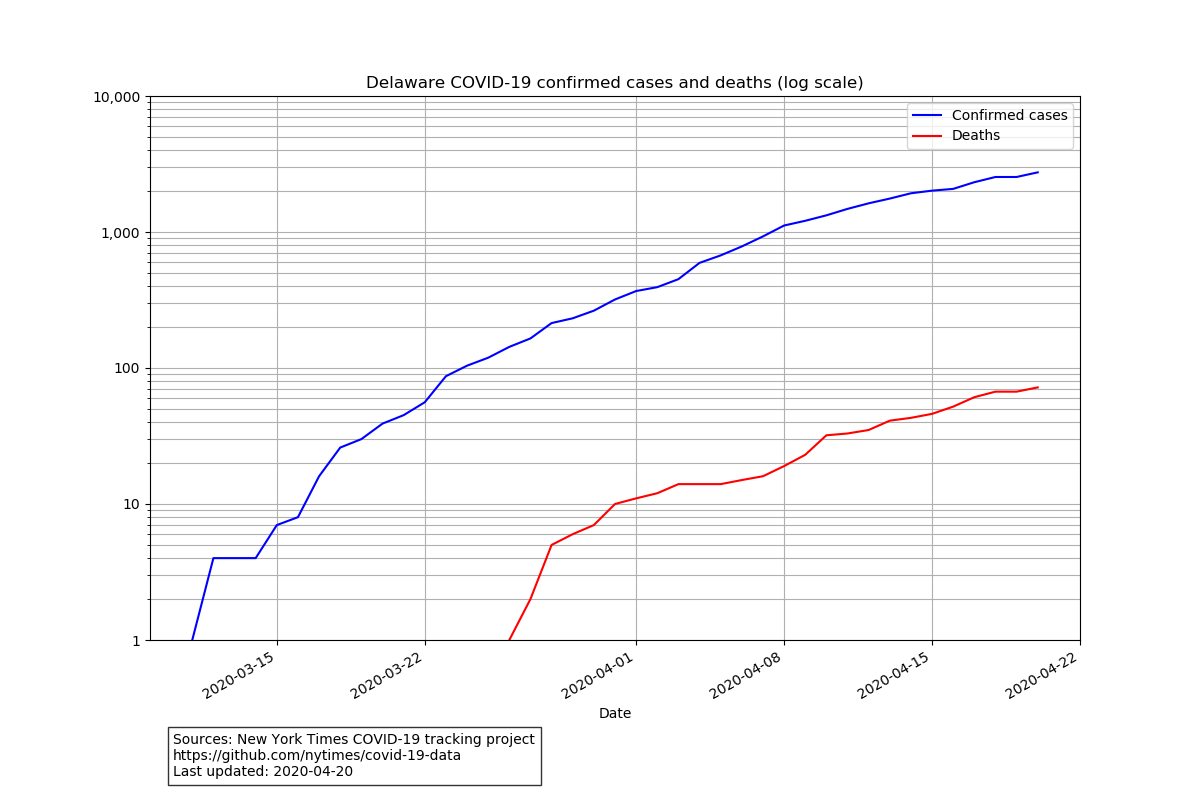 Delaware COVID-19 confirmed cases and deaths (log scale)
10,000
1,000
100
10
1
Confirmed cases
Deaths
2020-03-15
2020-03-22
2020-04-01
2020-04-08
2020-04-15
2020-04-22
Date
Sources: New York Times COVID-19 tracking project
https://github.com/nytimes/covid-19-data
Last updated: 2020-04-20